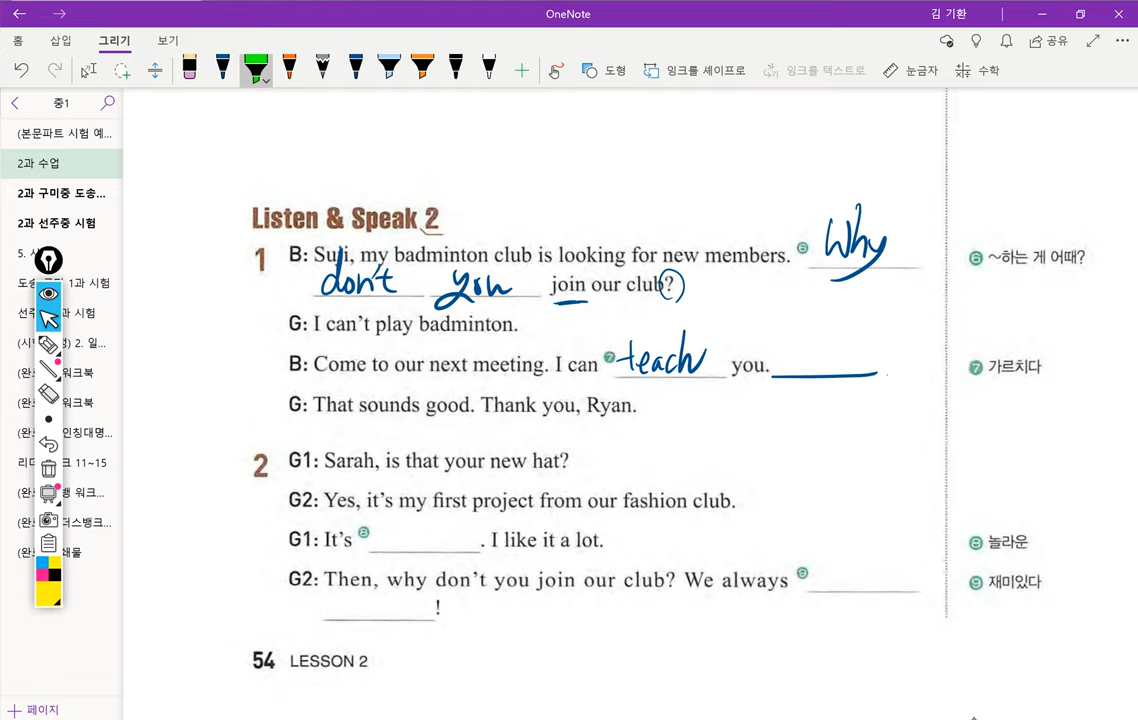 OneNote
김 기환
홈 삽입 그리기 보기
공유
도형 잉크를 셰이프로 잉크를 텍스트로 눈금자 수학
중1
(본문파트 시험 예...
2과 수업
2과 구미중 도송...
2과 선주중 시험
1과 시험
페이지
Listen & Speak 2
1 B: Suji, my badminton club is looking for new members. ⑥ Why
don't you join our club?
⑥ ~하는 게 어때?
G: I can't play badminton.
B: Come to our next meeting. I can ⑦ teach you.
⑦ 가르치다
G: That sounds good. Thank you, Ryan.
2 G1: Sarah, is that your new hat?
G2: Yes, it's my first project from our fashion club.
G1: It's ⑧ . I like it a lot.
⑧ 놀라운
G2: Then, why don't you join our club? We always ⑨
!
⑨ 재미있다
54 LESSON 2